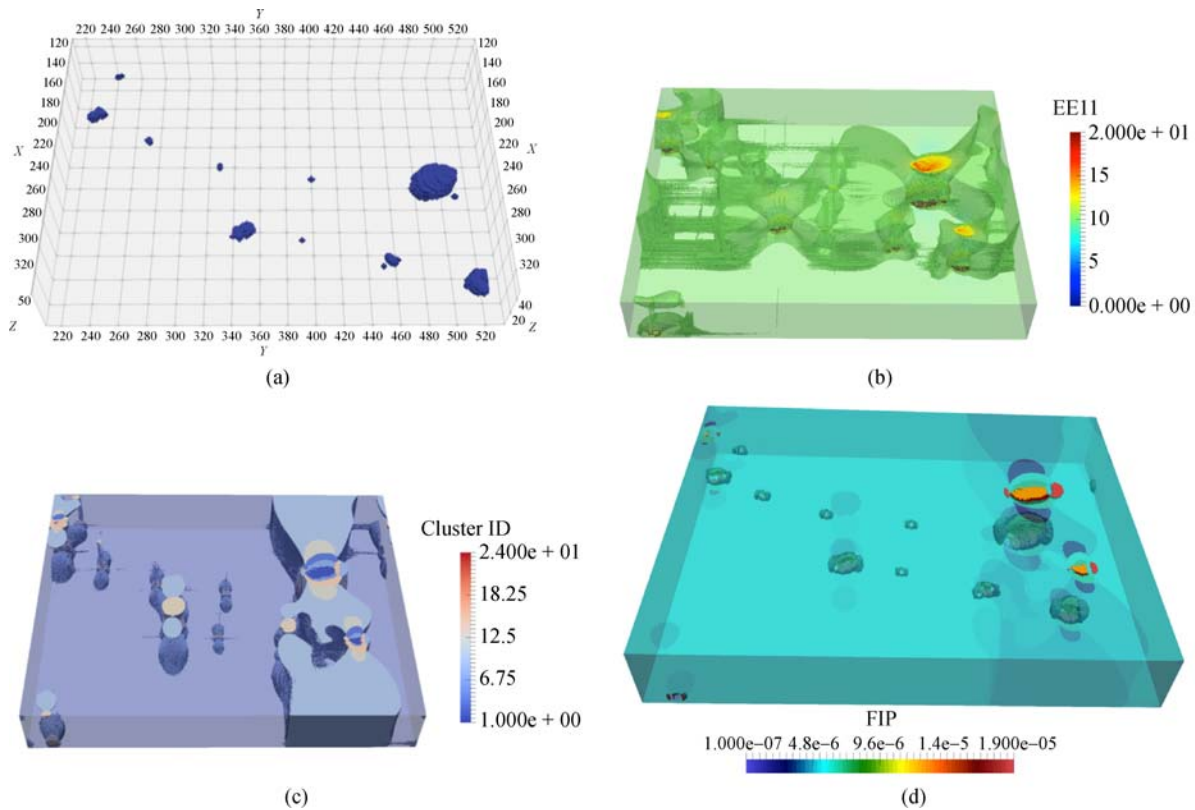 Y
220 240 260 280 300 320 340 360 380 400 420 440 460 480 500 520
120 120
140 140
160 160
180 180
200 200
220 220
X 240 240 X
260 260
280 280
300 300
320 320
50 40
Z 20 Z
220 240 260 280 300 320 340 360 380 400 420 440 460 480 500 520
Y
(a)
EE11
2.000e + 01
15
10
5
0.000e + 00
(b)
Cluster ID
2.400e + 01
18.25
12.5
6.75
1.000e + 00
(c)
FIP
1.000e−07 4.8e−6 9.6e−6 1.4e−5 1.900e−05
(d)